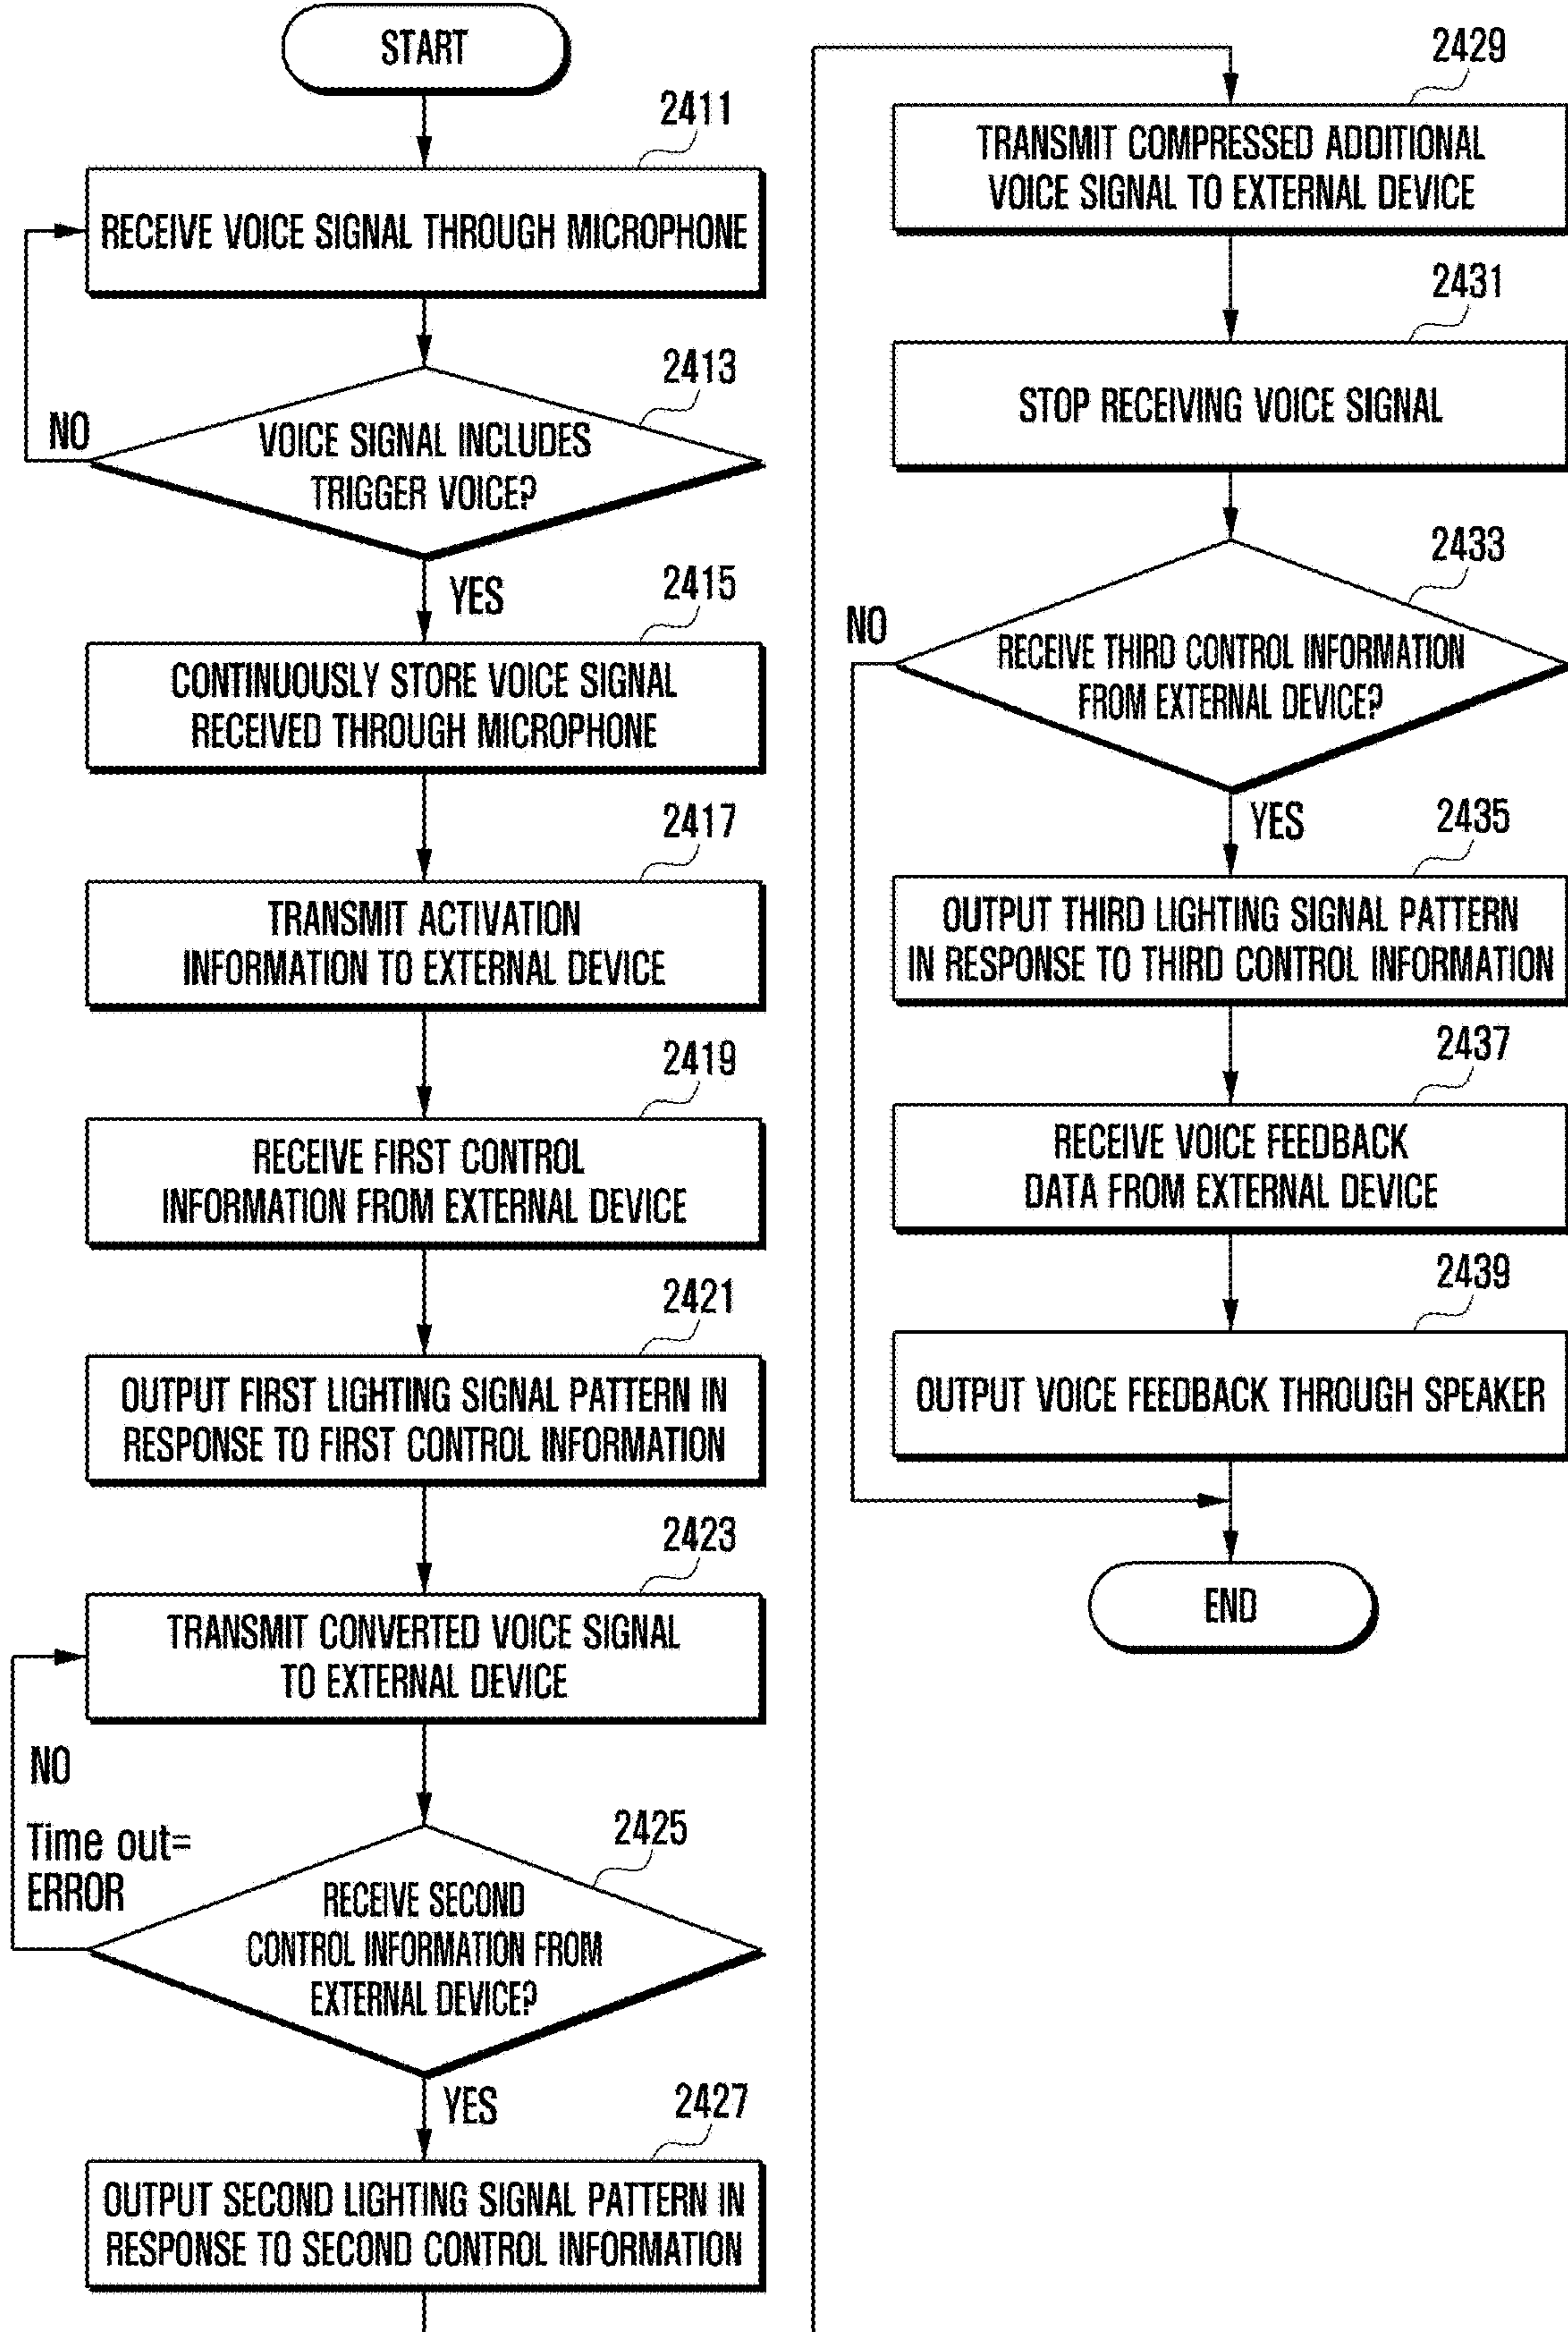 START
2411
RECEIVE VOICE SIGNAL THROUGH MICROPHONE
2413
NO
VOICE SIGNAL INCLUDES
TRIGGER VOICE?
YES
2415
CONTINUOUSLY STORE VOICE SIGNAL
RECEIVED THROUGH MICROPHONE
2417
TRANSMIT ACTIVATION
INFORMATION TO EXTERNAL DEVICE
2419
RECEIVE FIRST CONTROL
INFORMATION FROM EXTERNAL DEVICE
2421
OUTPUT FIRST LIGHTING SIGNAL PATTERN IN
RESPONSE TO FIRST CONTROL INFORMATION
2423
TRANSMIT CONVERTED VOICE SIGNAL
TO EXTERNAL DEVICE
NO
Time out=
ERROR
2425
RECEIVE SECOND
CONTROL INFORMATION FROM
EXTERNAL DEVICE?
YES
2427
OUTPUT SECOND LIGHTING SIGNAL PATTERN IN
RESPONSE TO SECOND CONTROL INFORMATION
2429
TRANSMIT COMPRESSED ADDITIONAL
VOICE SIGNAL TO EXTERNAL DEVICE
2431
STOP RECEIVING VOICE SIGNAL
2433
NO
RECEIVE THIRD CONTROL INFORMATION
FROM EXTERNAL DEVICE?
YES
2435
OUTPUT THIRD LIGHTING SIGNAL PATTERN
IN RESPONSE TO THIRD CONTROL INFORMATION
2437
RECEIVE VOICE FEEDBACK
DATA FROM EXTERNAL DEVICE
2439
OUTPUT VOICE FEEDBACK THROUGH SPEAKER
END